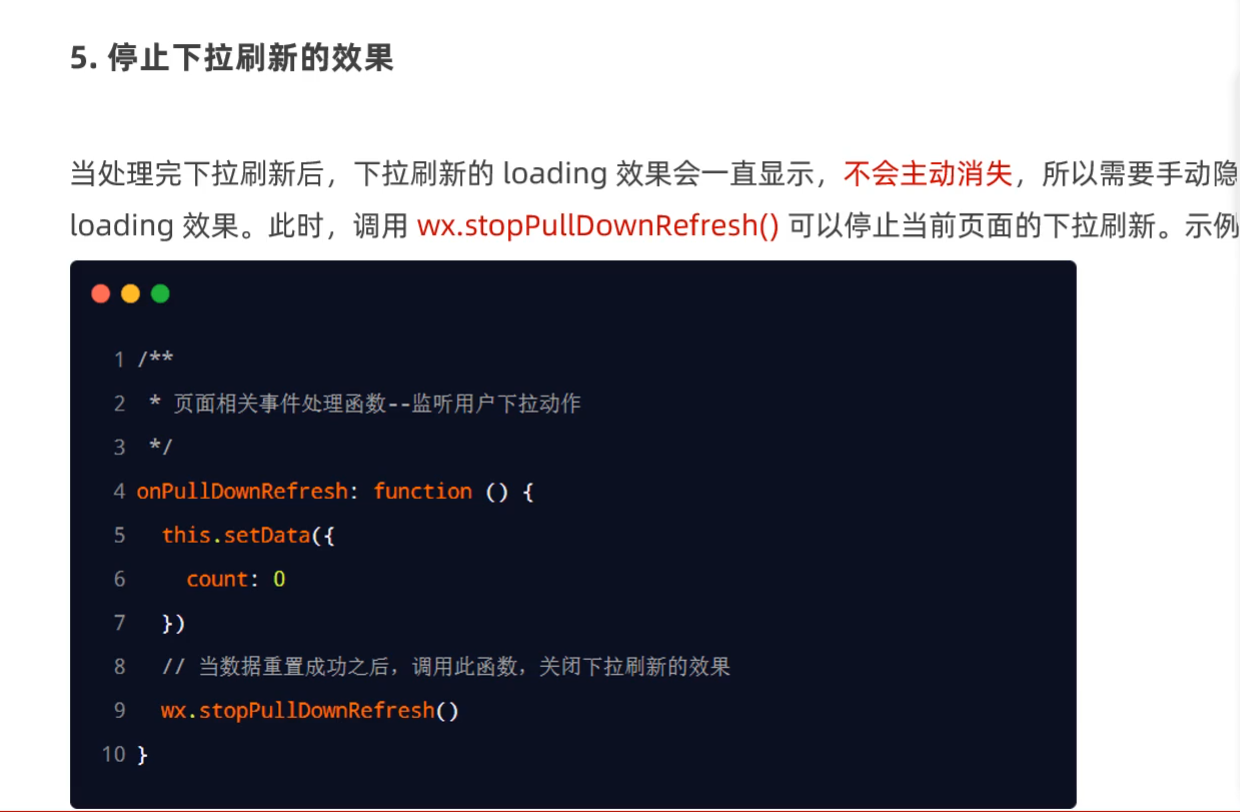 5. 停止下拉刷新的效果
当处理完下拉刷新后，下拉刷新的 loading 效果会一直显示，不会主动消失，所以需要手动隐
loading 效果。此时，调用 wx.stopPullDownRefresh() 可以停止当前页面的下拉刷新。示例
1 /**
2  * 页面相关事件处理函数--监听用户下拉动作
3  */
4 onPullDownRefresh: function () {
5   this.setData({
6     count: 0
7   })
8   // 当数据重置成功之后，调用此函数，关闭下拉刷新的效果
9   wx.stopPullDownRefresh()
10 }